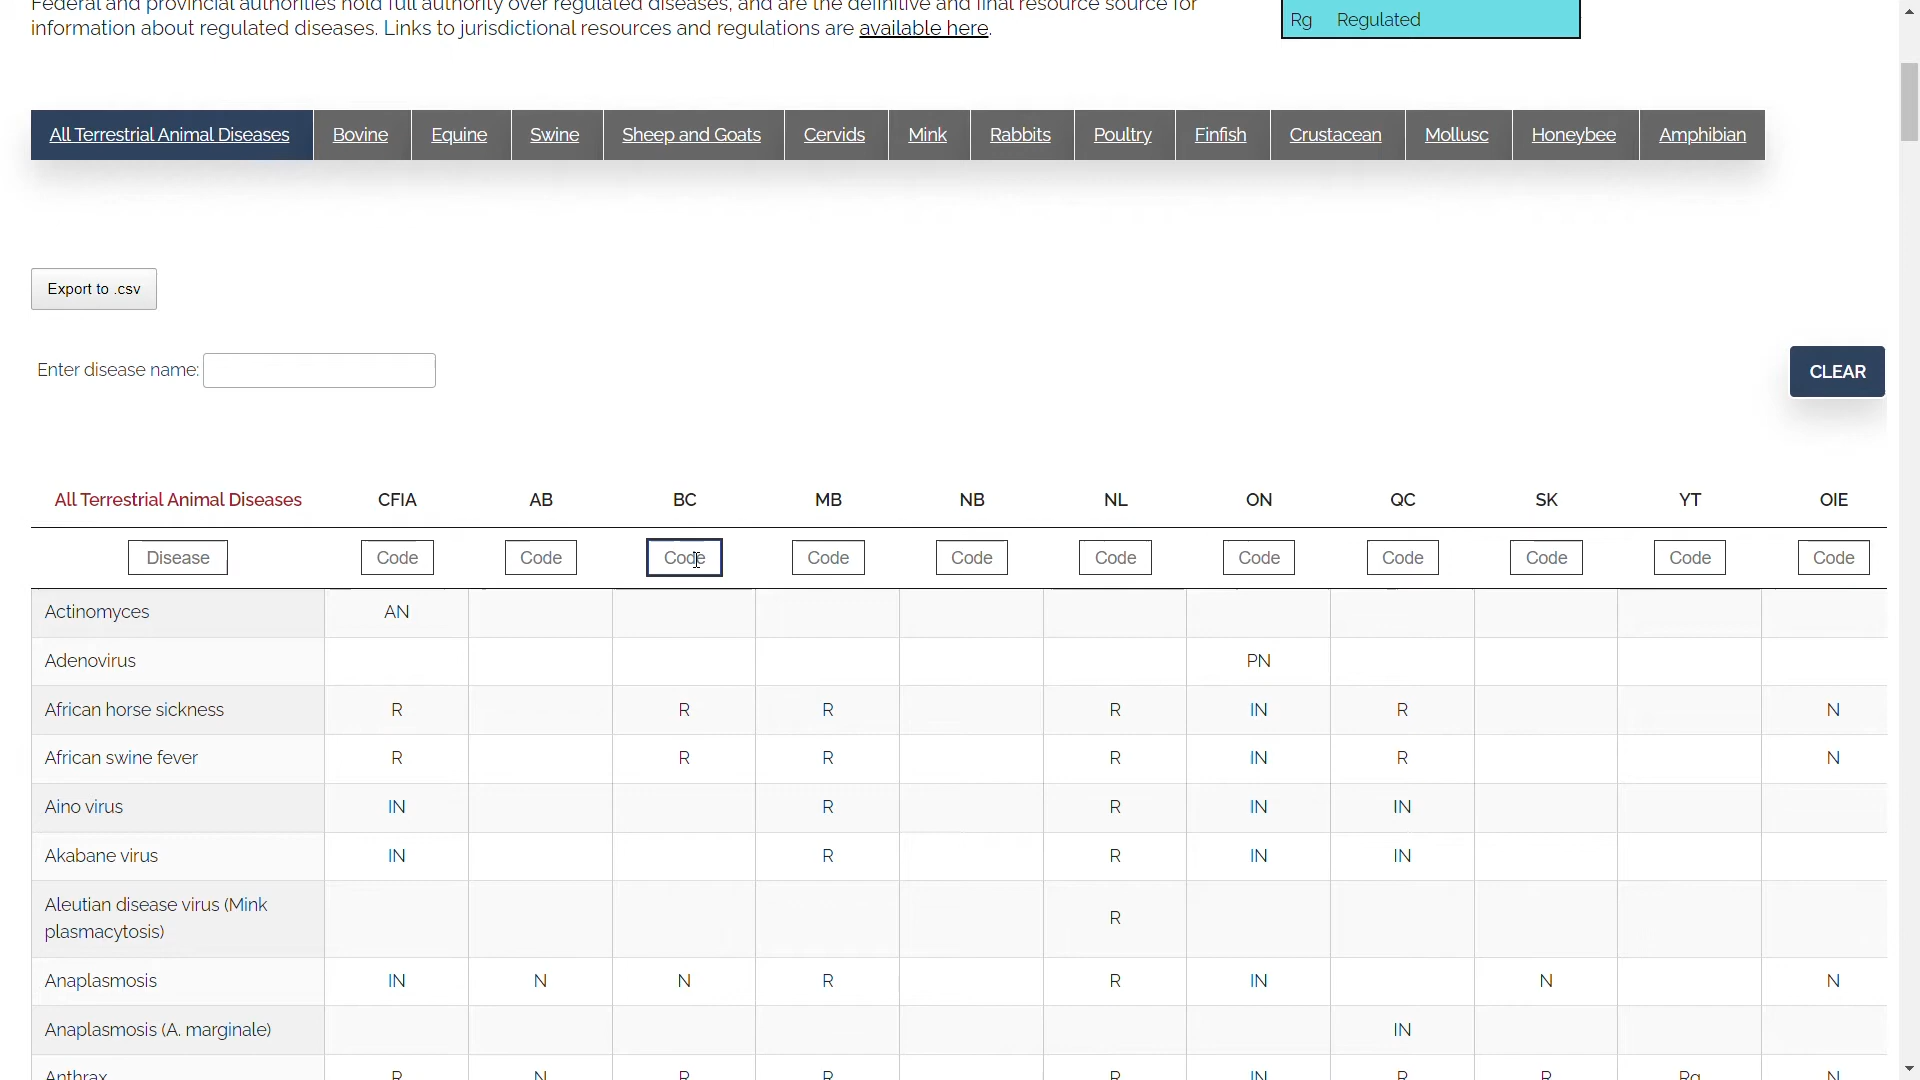 Federal and provincial authorities hold full authority over regulated diseases, and are the definitive and final resource source for
information about regulated diseases. Links to jurisdictional resources and regulations are available here.
Rg Regulated
All Terrestrial Animal Diseases Bovine Equine Swine Sheep and Goats Cervids Mink Rabbits Poultry Finfish Crustacean Mollusc Honeybee Amphibian
Export to .csv
Enter disease name:
CLEAR
All Terrestrial Animal Diseases CFIA AB BC MB NB NL ON QC SK YT OIE
Disease Code Code Code Code Code Code Code Code Code Code Code
Actinomyces AN
Adenovirus PN
African horse sickness R R R R IN R N
African swine fever R R R R IN R N
Aino virus IN R R IN IN
Akabane virus IN R R IN IN
Aleutian disease virus (Mink
plasmacytosis) R
Anaplasmosis IN N N R R IN N N
Anaplasmosis (A. marginale) IN
Anthrax R N R R R IN R R Rg N